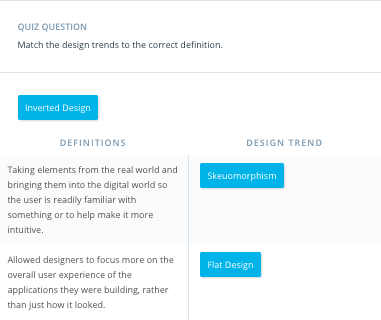 QUIZ QUESTION
Match the design trends to the correct definition.
Inverted Design
DEFINITIONS
DESIGN TREND
Taking elements from the real world and
bringing them into the digital world so
the user is readily familiar with
something or to help make it more
intuitive.
Skeuomorphism
Allowed designers to focus more on the
overall user experience of the
applications they were building, rather
than just how it looked.
Flat Design